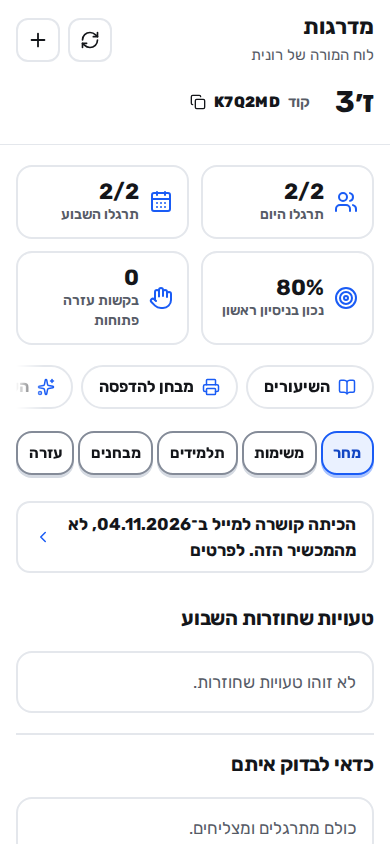 מדרגות
לוח המורה של רונית
ז׳3
קוד K7Q2MD
2/2
תרגלו היום
2/2
תרגלו השבוע
80%
נכון בניסיון ראשון
0
בקשות עזרה
פתוחות
השיעורים
מבחן להדפסה
מחר
משימות
תלמידים
מבחנים
עזרה
הכיתה קושרה למייל ב־04.11.2026, לא
מהמכשיר הזה. לפרטים
טעויות שחוזרות השבוע
לא זוהו טעויות שחוזרות.
כדאי לבדוק איתם
כולם מתרגלים ומצליחים.